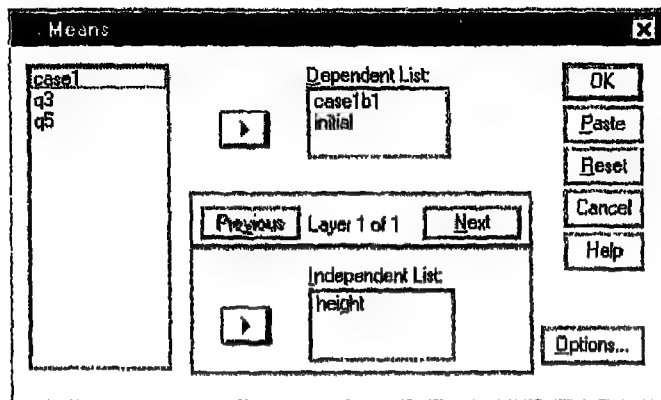 Means
case1
q3
q5
Dependent List:
case1b1
initial
Previous
Layer 1 of 1
Next
Independent List:
height
OK
Paste
Reset
Cancel
Help
Options...